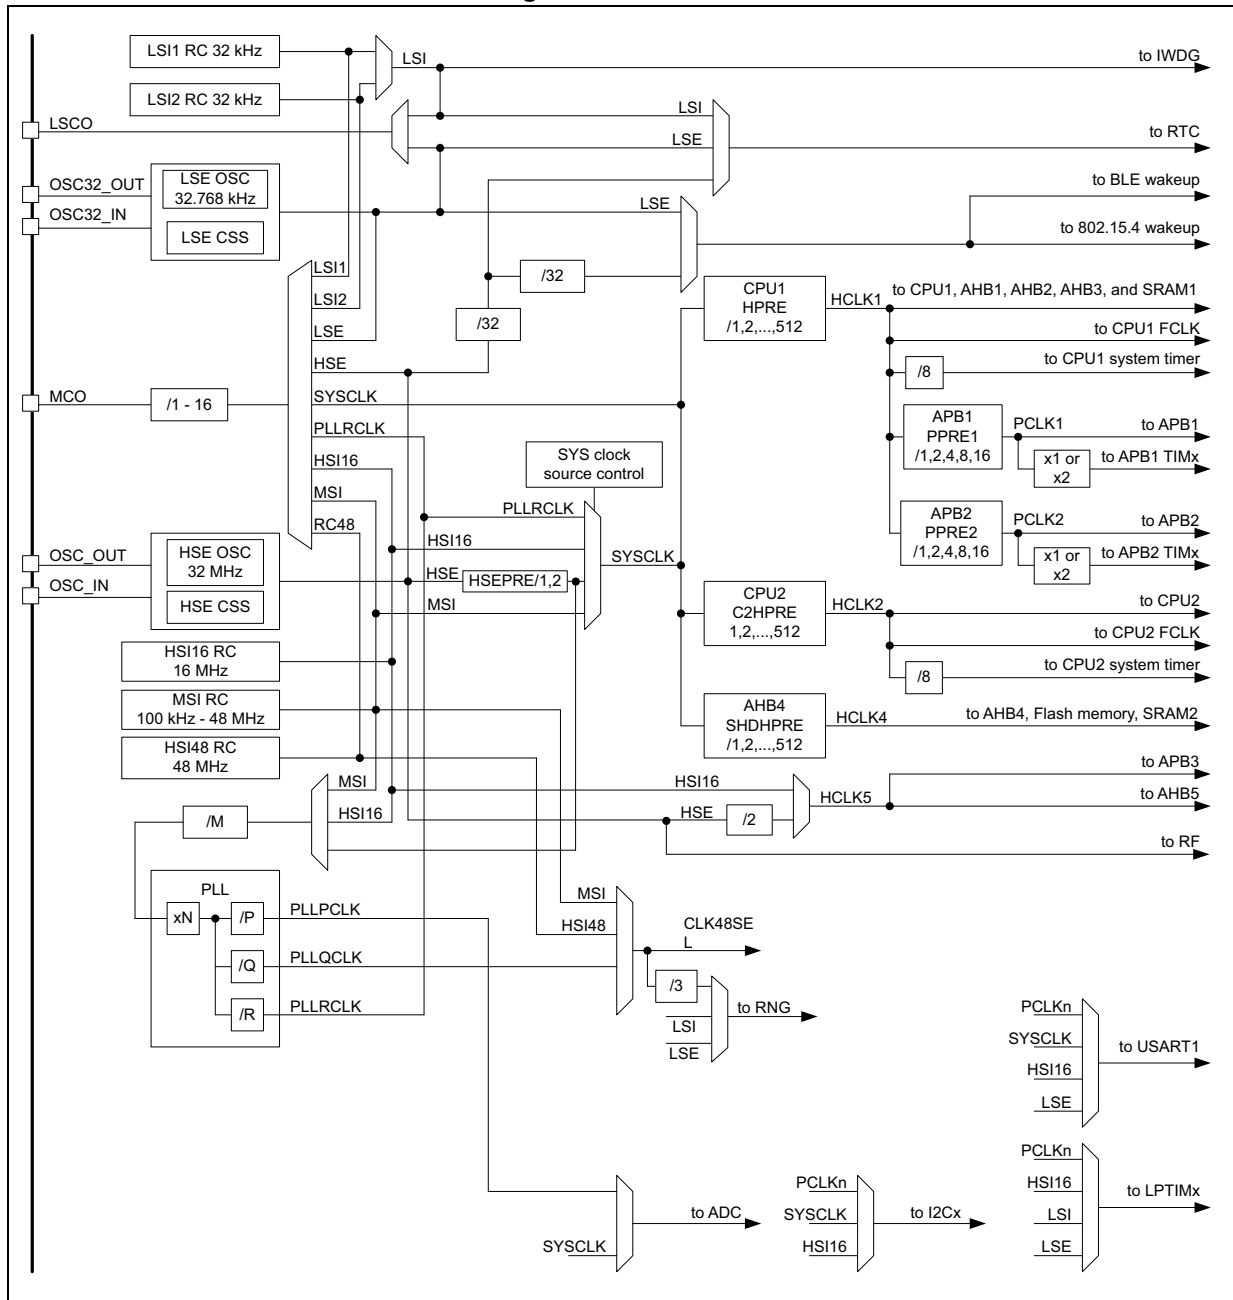 LSI1 RC 32 kHz
LSI
to IWDG
LSI2 RC 32 kHz
LSCO
LSI
LSE
to RTC
OSC32_OUT
LSE OSC
32.768 kHz
OSC32_IN
LSE CSS
LSE
to BLE wakeup
to 802.15.4 wakeup
LSI1
LSI2
LSE
HSE
SYSCLK
PLLRCLK
HSI16
MSI
RC48
/32
/32
CPU1
HPRE
/1,2,...,512
HCLK1
to CPU1, AHB1, AHB2, AHB3, and SRAM1
to CPU1 FCLK
/8
to CPU1 system timer
MCO
/1 - 16
APB1
PPRE1
/1,2,4,8,16
PCLK1
to APB1
x1 or
x2
to APB1 TIMx
SYS clock
source control
PLLRCLK
HSI16
HSE
HSEPRE/1,2
MSI
SYSCLK
APB2
PPRE2
/1,2,4,8,16
PCLK2
to APB2
x1 or
x2
to APB2 TIMx
OSC_OUT
HSE OSC
32 MHz
OSC_IN
HSE CSS
CPU2
C2HPRE
1,2,...,512
HCLK2
to CPU2
to CPU2 FCLK
/8
to CPU2 system timer
HSI16 RC
16 MHz
MSI RC
100 kHz - 48 MHz
HSI48 RC
48 MHz
AHB4
SHDHPRE
/1,2,...,512
HCLK4
to AHB4, Flash memory, SRAM2
MSI
HSI16
/M
HSI16
HSE
/2
HCLK5
to APB3
to AHB5
to RF
PLL
xN
/P
PLLPCLK
/Q
PLLQCLK
/R
PLLRCLK
MSI
HSI48
CLK48SE
L
/3
LSI
LSE
to RNG
PCLKn
SYSCLK
HSI16
LSE
to USART1
PCLKn
HSI16
LSI
LSE
to LPTIMx
SYSCLK
to ADC
PCLKn
SYSCLK
HSI16
to I2Cx